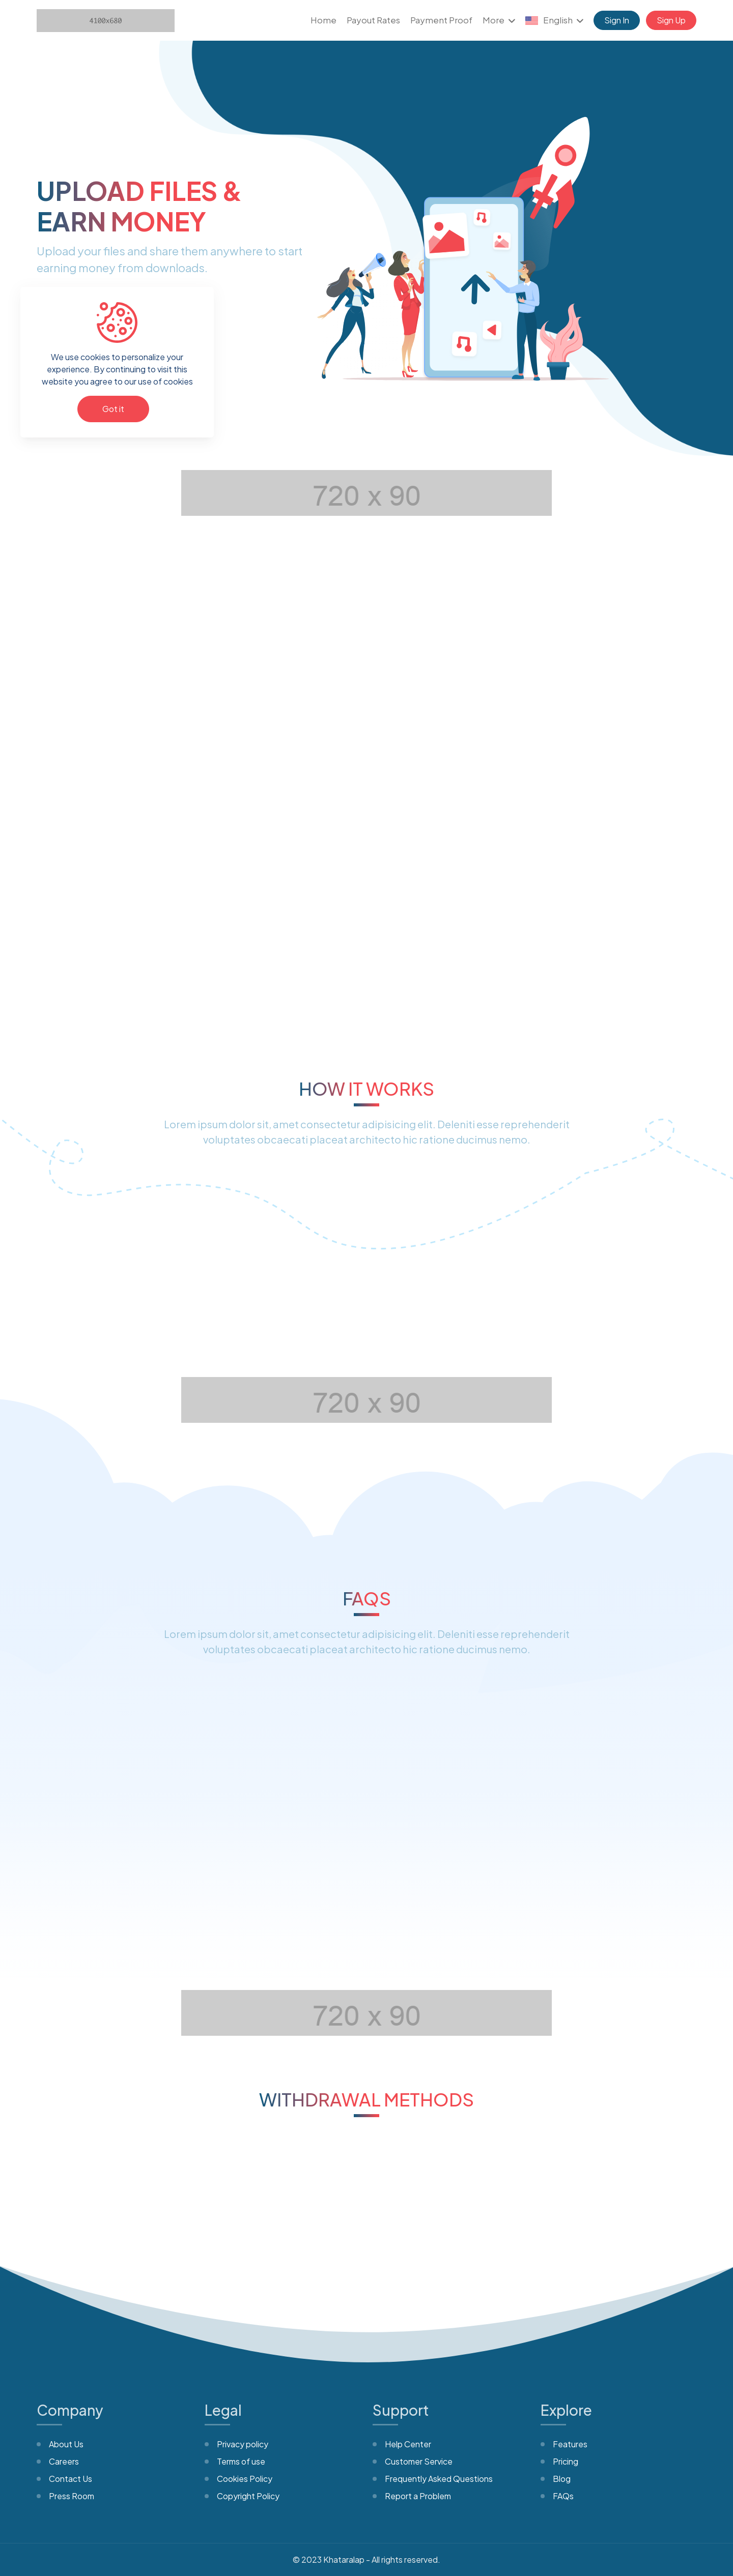 4100x680
Home Payout Rates Payment Proof More English Sign In Sign Up
UPLOAD FILES &
EARN MONEY
Upload your files and share them anywhere to start
earning money from downloads.
We use cookies to personalize your
experience. By continuing to visit this
website you agree to our use of cookies
Got it
720 x 90
HOW IT WORKS
Lorem ipsum dolor sit, amet consectetur adipisicing elit. Deleniti esse reprehenderit
voluptates obcaecati placeat architecto hic ratione ducimus nemo.
720 x 90
FAQS
Lorem ipsum dolor sit, amet consectetur adipisicing elit. Deleniti esse reprehenderit
voluptates obcaecati placeat architecto hic ratione ducimus nemo.
720 x 90
WITHDRAWAL METHODS
Company
About Us
Careers
Contact Us
Press Room
Legal
Privacy policy
Terms of use
Cookies Policy
Copyright Policy
Support
Help Center
Customer Service
Frequently Asked Questions
Report a Problem
Explore
Features
Pricing
Blog
FAQs
© 2023 Khataralap - All rights reserved.